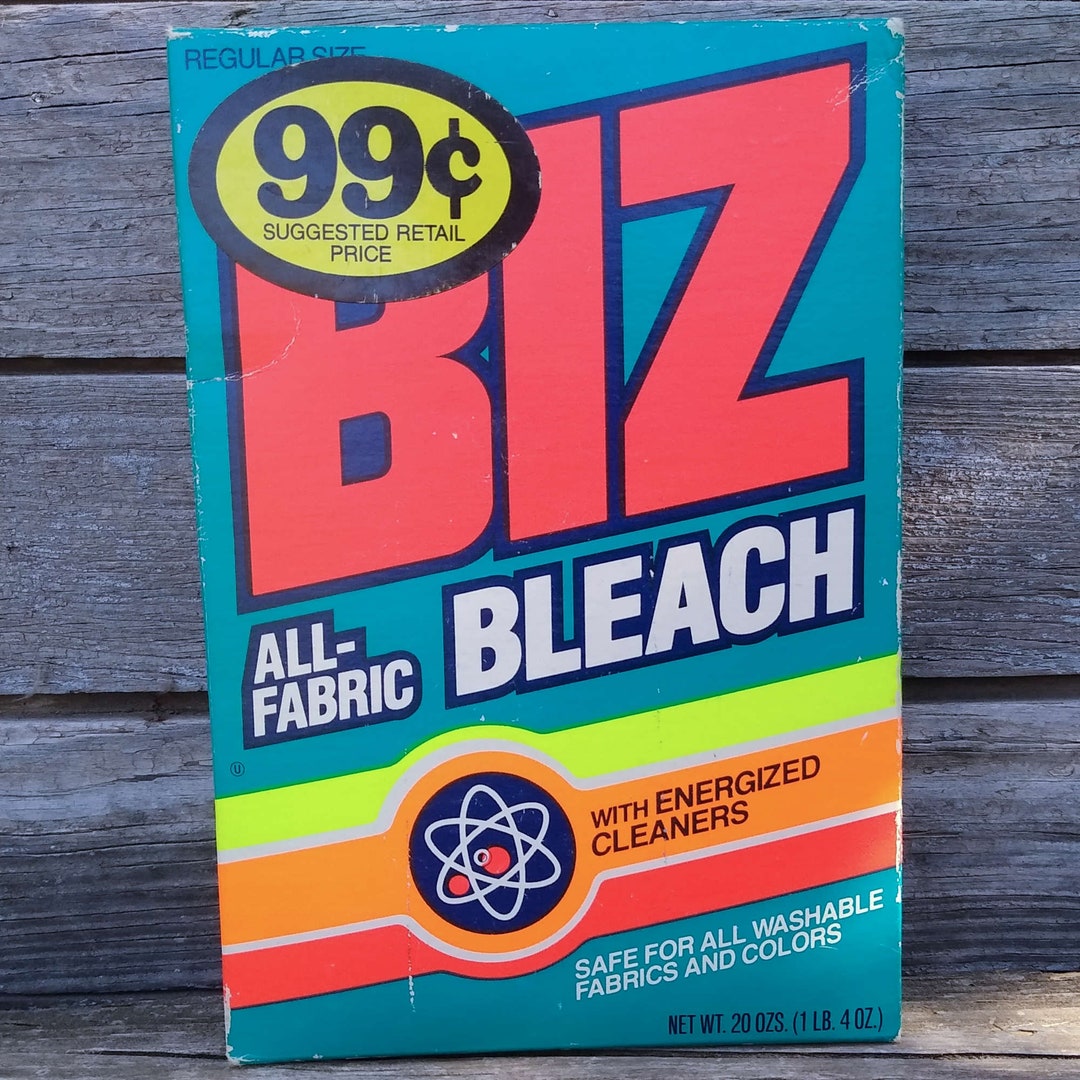 REGULAR SIZE
99¢
SUGGESTED RETAIL
PRICE
BIZ
ALL-
FABRIC
BLEACH
U
WITH ENERGIZED
CLEANERS
SAFE FOR ALL WASHABLE
FABRICS AND COLORS
NET WT. 20 OZS. (1 LB. 4 OZ.)